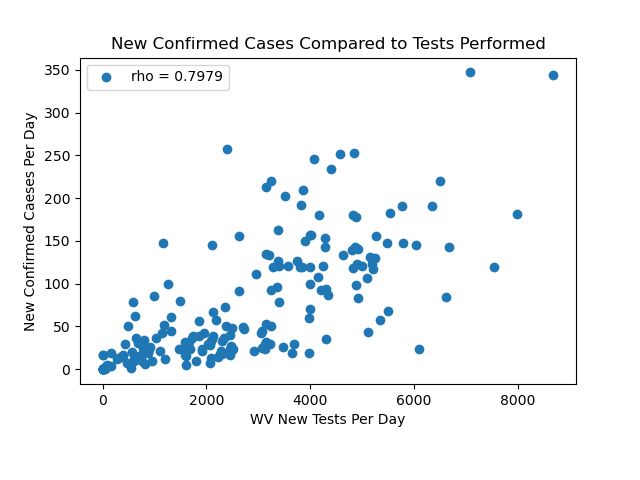 New Confirmed Cases Compared to Tests Performed
rho = 0.7979
350
300
250
200
150
100
50
0
New Confirmed Caeses Per Day
0 2000 4000 6000 8000
WV New Tests Per Day